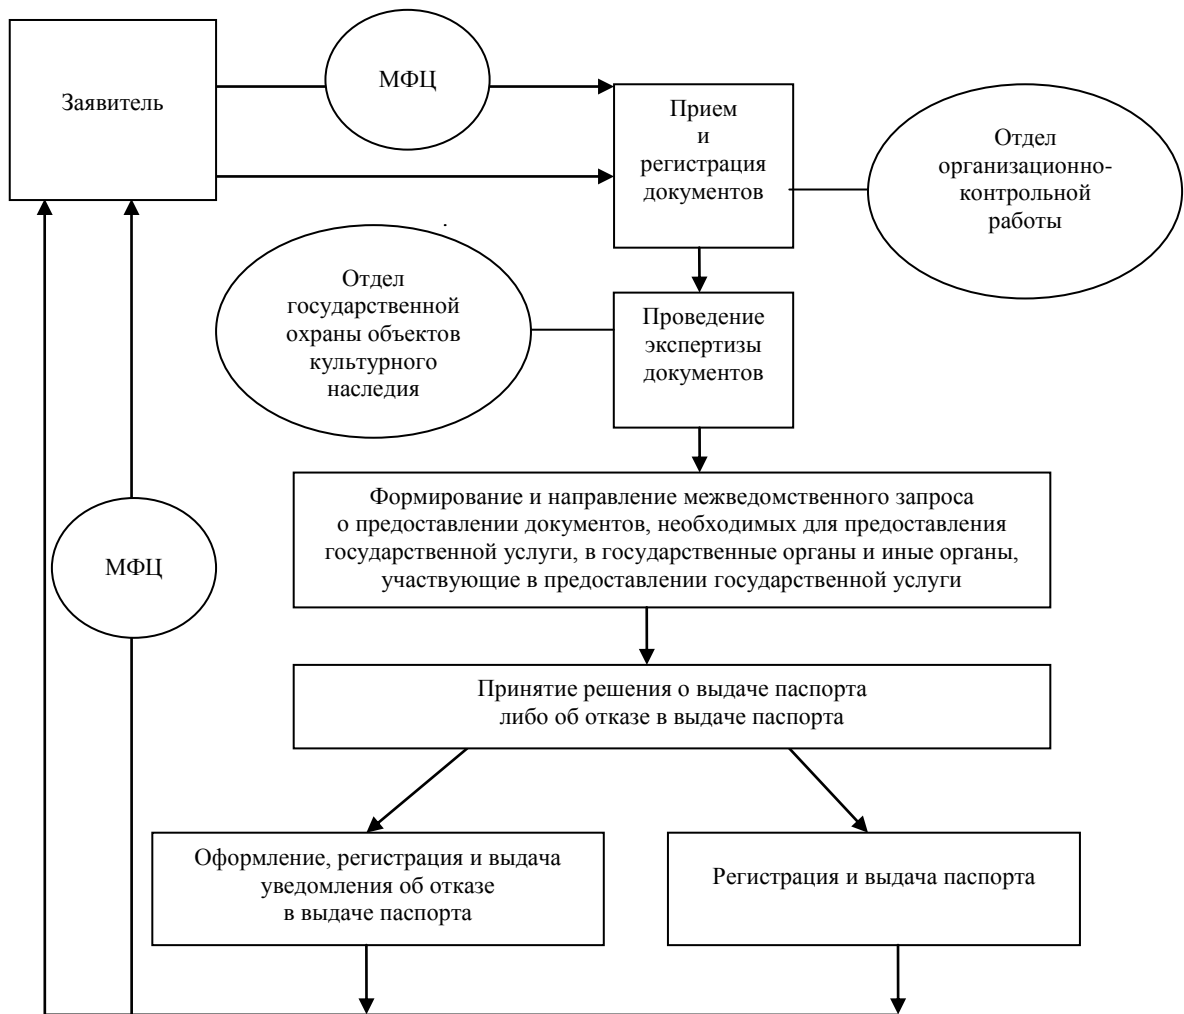 Заявитель
МФЦ
Прием
и
регистрация
документов
Отдел
организационно-
контрольной
работы
Отдел
государственной
охраны объектов
культурного
наследия
Проведение
экспертизы
документов
Формирование и направление межведомственного запроса
о предоставлении документов, необходимых для предоставления
государственной услуги, в государственные органы и иные органы,
участвующие в предоставлении государственной услуги
МФЦ
Принятие решения о выдаче паспорта
либо об отказе в выдаче паспорта
Оформление, регистрация и выдача
уведомления об отказе
в выдаче паспорта
Регистрация и выдача паспорта